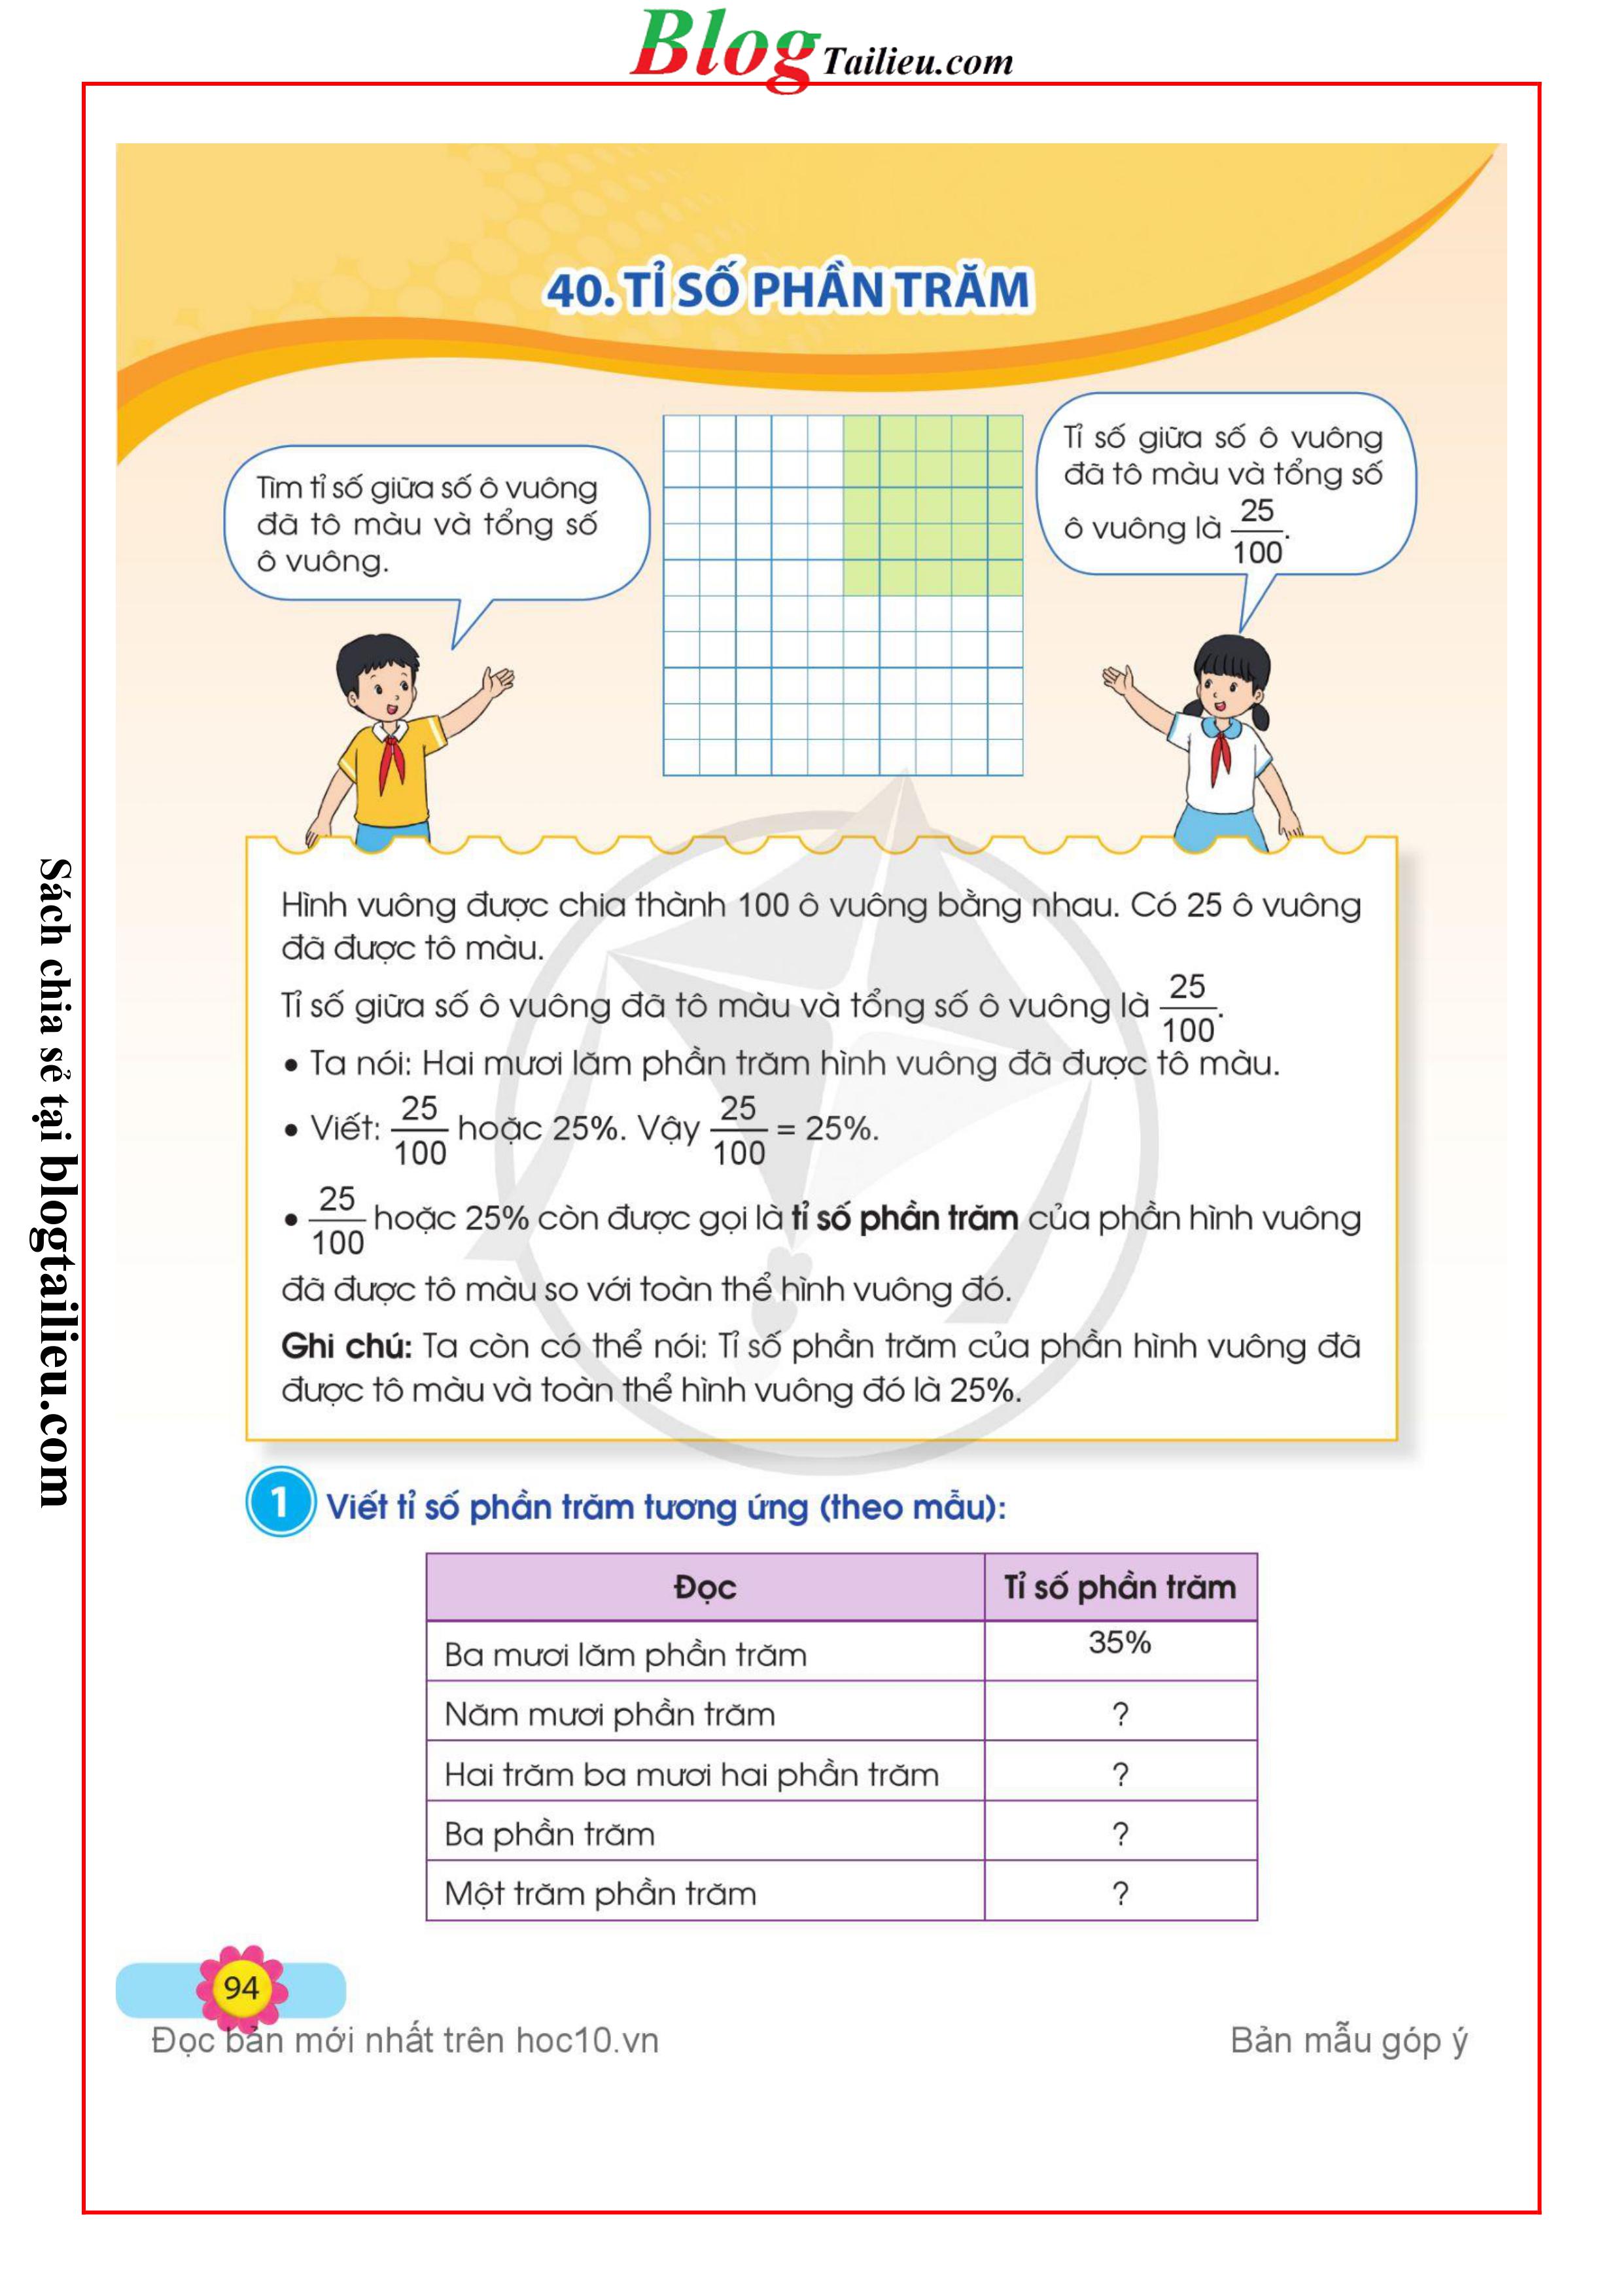 Blog Tailieu.com
40. TỈ SỐ PHẦN TRĂM
Tìm tỉ số giữa số ô vuông
đã tô màu và tổng số
ô vuông.
Tỉ số giữa số ô vuông
đã tô màu và tổng số
ô vuông là 25/100.
Hình vuông được chia thành 100 ô vuông bằng nhau. Có 25 ô vuông
đã được tô màu.
Tỉ số giữa số ô vuông đã tô màu và tổng số ô vuông là 25/100.
• Ta nói: Hai mươi lăm phần trăm hình vuông đã được tô màu.
• Viết: 25/100 hoặc 25%. Vậy 25/100 = 25%.
• 25/100 hoặc 25% còn được gọi là tỉ số phần trăm của phần hình vuông
đã được tô màu so với toàn thể hình vuông đó.
Ghi chú: Ta còn có thể nói: Tỉ số phần trăm của phần hình vuông đã
được tô màu và toàn thể hình vuông đó là 25%.
1 Viết tỉ số phần trăm tương ứng (theo mẫu):
Đọc Tỉ số phần trăm
Ba mươi lăm phần trăm 35%
Năm mươi phần trăm ?
Hai trăm ba mươi hai phần trăm ?
Ba phần trăm ?
Một trăm phần trăm ?
94
Đọc bản mới nhất trên hoc10.vn Bản mẫu góp ý
Sách chia sẻ tại blogtailieu.com